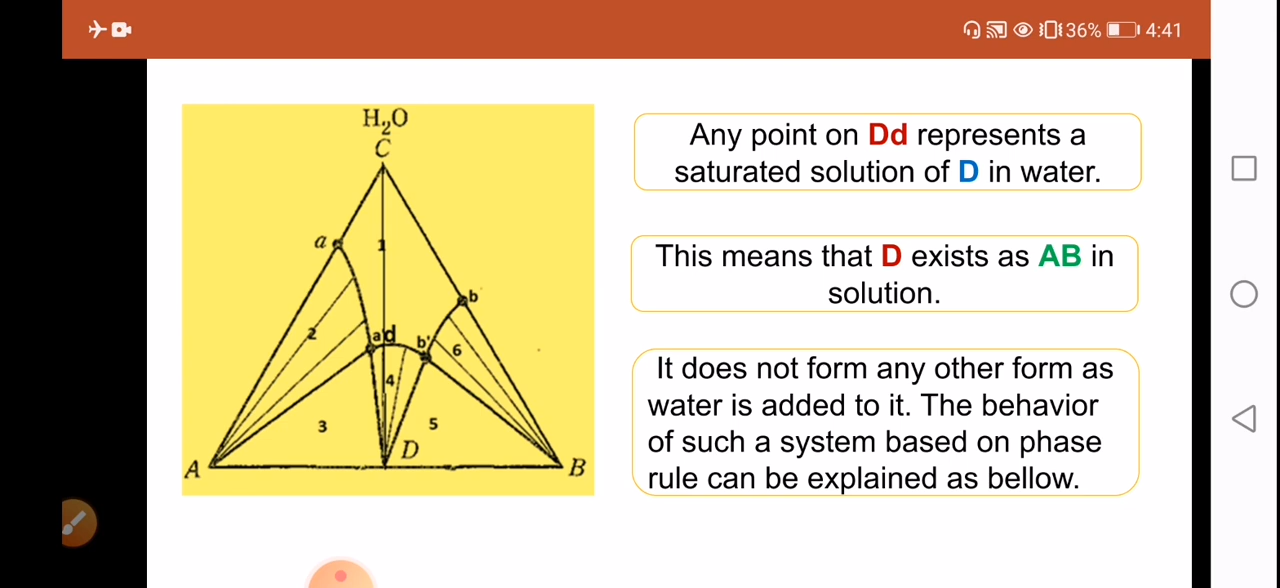 36% 4:41
H₂O
C
a
1
b
2
a'd b'
6
4
3
5
A
D
B
Any point on Dd represents a
saturated solution of D in water.
This means that D exists as AB in
solution.
It does not form any other form as
water is added to it. The behavior
of such a system based on phase
rule can be explained as bellow.